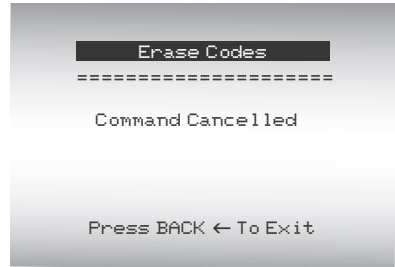 Erase Codes
=====================
Command Cancelled
Press BACK ← To Exit